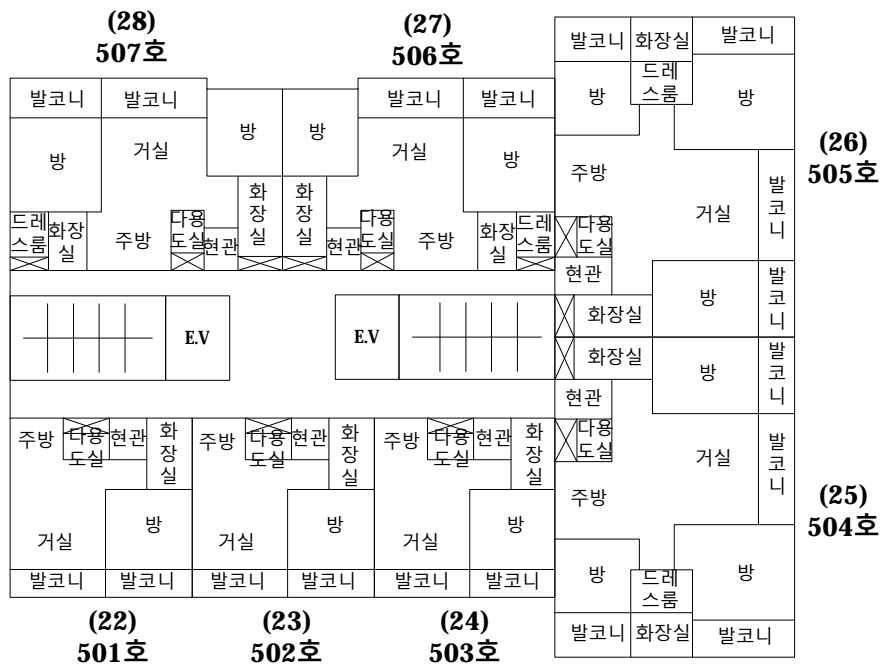 (28)
507호
(27)
506호
발코니
화장실
발코니
드레
스룸
방
방
발코니
발코니
발코니
발코니
방
거실
방
방
거실
방
(26)
505호
주방
발
코
니
거실
드레
스룸
화장
실
주방
다용
도실
현관
화
장
실
화
장
실
현관
다용
도실
주방
화장
실
드레
스룸
다용
도실
현관
방
발
코
니
화장실
E.V
E.V
화장실
방
발
코
니
현관
다용
도실
거실
발
코
니
주방
(25)
504호
주방
다용
도실
현관
화
장
실
주방
다용
도실
현관
화
장
실
주방
다용
도실
현관
화
장
실
거실
방
거실
방
거실
방
발코니
발코니
발코니
발코니
발코니
발코니
방
드레
스룸
방
발코니
화장실
발코니
(22)
501호
(23)
502호
(24)
503호